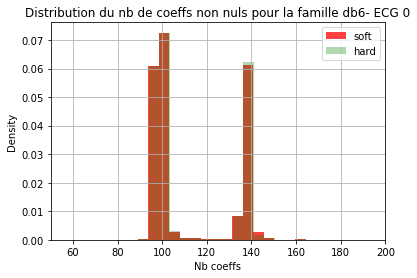 Distribution du nb de coeffs non nuls pour la famille db6- ECG 0
soft
hard
0.07
0.06
0.05
0.04
0.03
0.02
0.01
0.00
Density
60 80 100 120 140 160 180 200
Nb coeffs